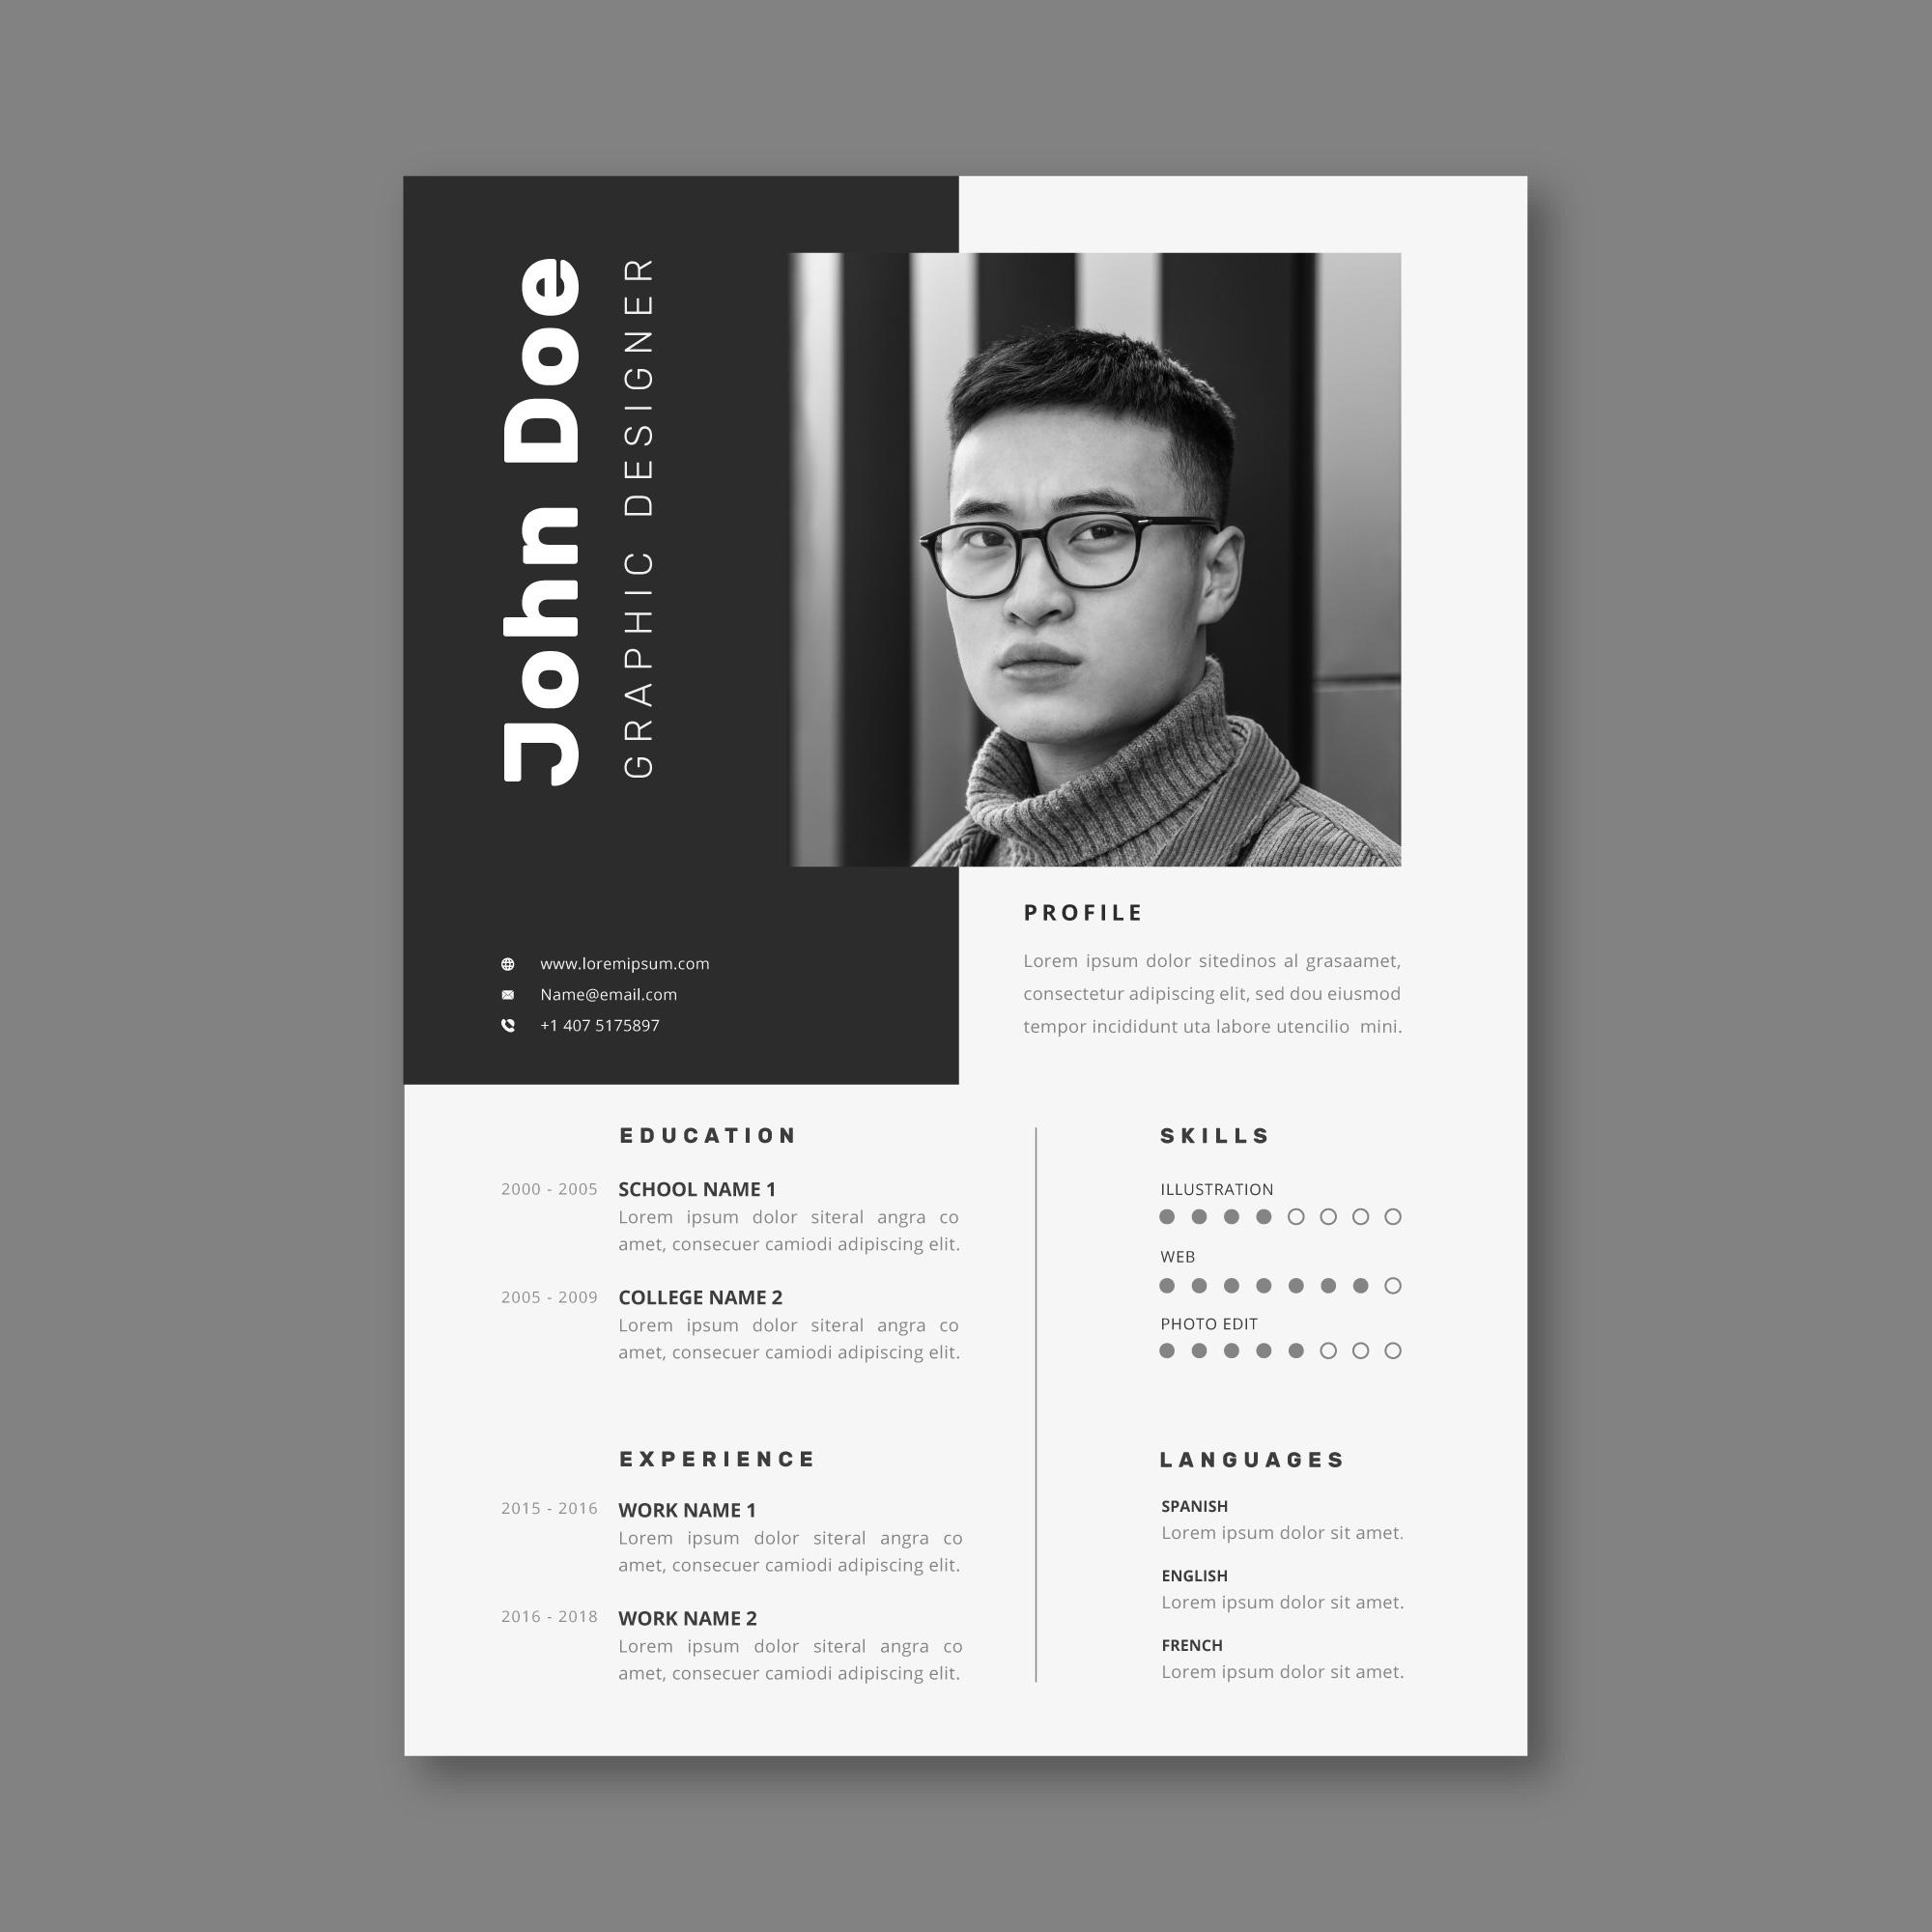 John Doe
GRAPHIC DESIGNER
www.loremipsum.com
Name@email.com
+1 407 5175897
PROFILE
Lorem ipsum dolor sitedinos al grasaamet,
consectetur adipiscing elit, sed dou eiusmod
tempor incididunt uta labore utencilio mini.
EDUCATION
2000 - 2005 SCHOOL NAME 1
Lorem ipsum dolor siteral angra co
amet, consecuer camiodi adipiscing elit.
2005 - 2009 COLLEGE NAME 2
Lorem ipsum dolor siteral angra co
amet, consecuer camiodi adipiscing elit.
EXPERIENCE
2015 - 2016 WORK NAME 1
Lorem ipsum dolor siteral angra co
amet, consecuer camiodi adipiscing elit.
2016 - 2018 WORK NAME 2
Lorem ipsum dolor siteral angra co
amet, consecuer camiodi adipiscing elit.
SKILLS
ILLUSTRATION
WEB
PHOTO EDIT
LANGUAGES
SPANISH
Lorem ipsum dolor sit amet.
ENGLISH
Lorem ipsum dolor sit amet.
FRENCH
Lorem ipsum dolor sit amet.